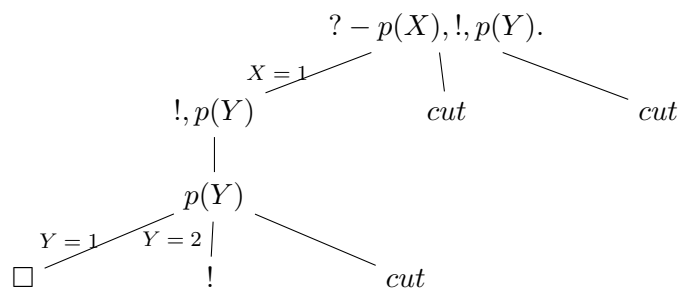 ? − p(X), !, p(Y).
X = 1
!, p(Y) cut cut
p(Y)
Y = 1 Y = 2
□ ! cut